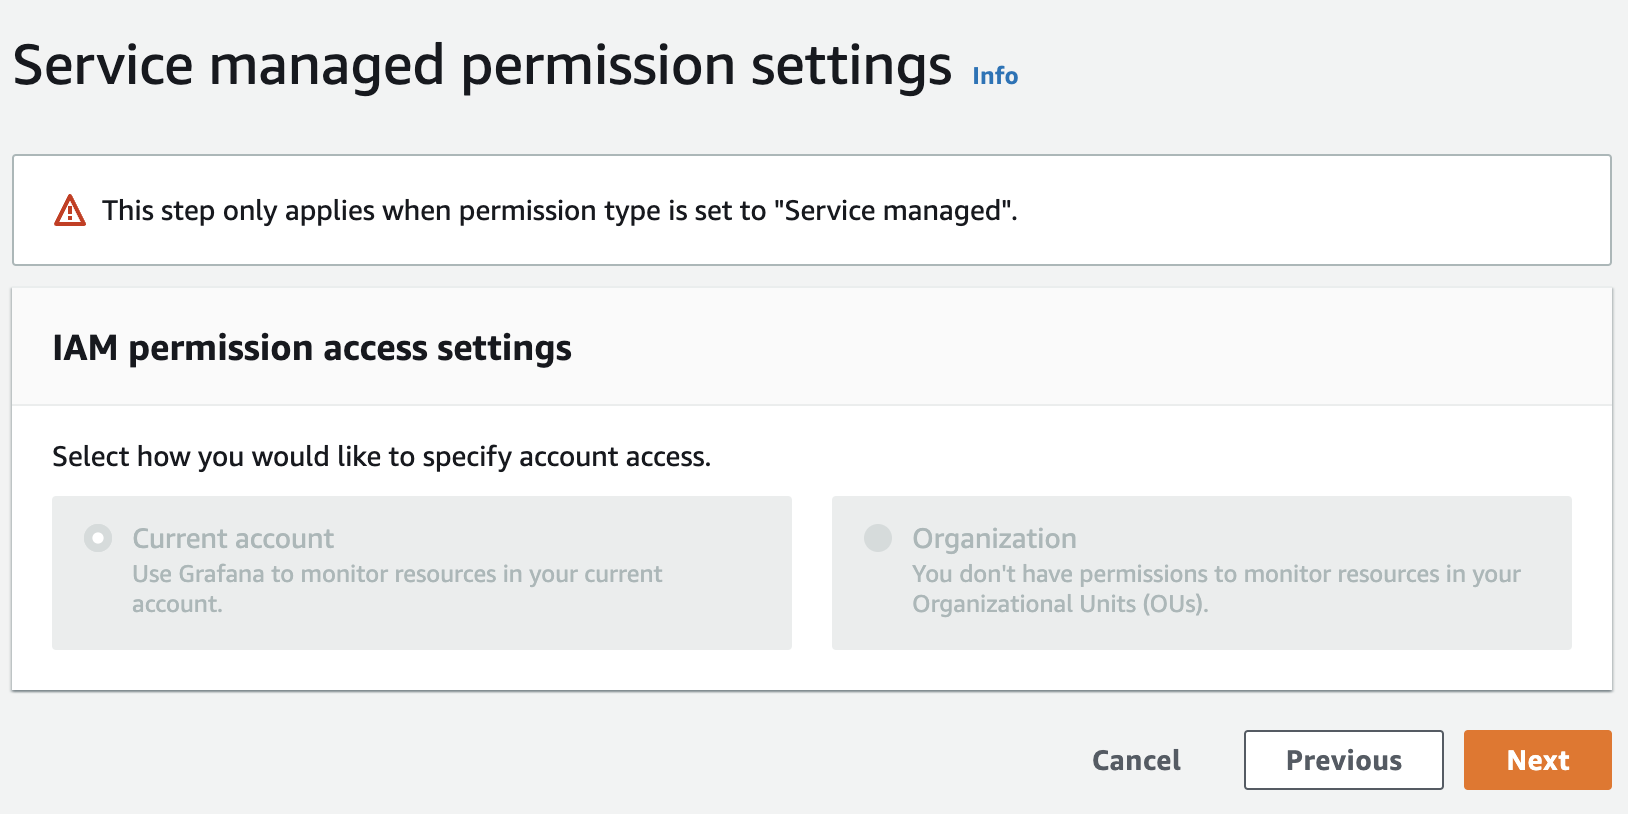 Service managed permission settings Info
This step only applies when permission type is set to "Service managed".
IAM permission access settings
Select how you would like to specify account access.
Current account
Use Grafana to monitor resources in your current
account.
Organization
You don't have permissions to monitor resources in your
Organizational Units (OUs).
Cancel
Previous
Next